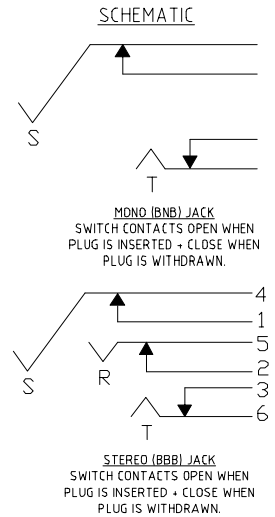 SCHEMATIC
S
T
MONO (BNB) JACK
SWITCH CONTACTS OPEN WHEN
PLUG IS INSERTED + CLOSE WHEN
PLUG IS WITHDRAWN.
4
1
5
S
R
2
3
T
6
STEREO (BBB) JACK
SWITCH CONTACTS OPEN WHEN
PLUG IS INSERTED + CLOSE WHEN
PLUG IS WITHDRAWN.